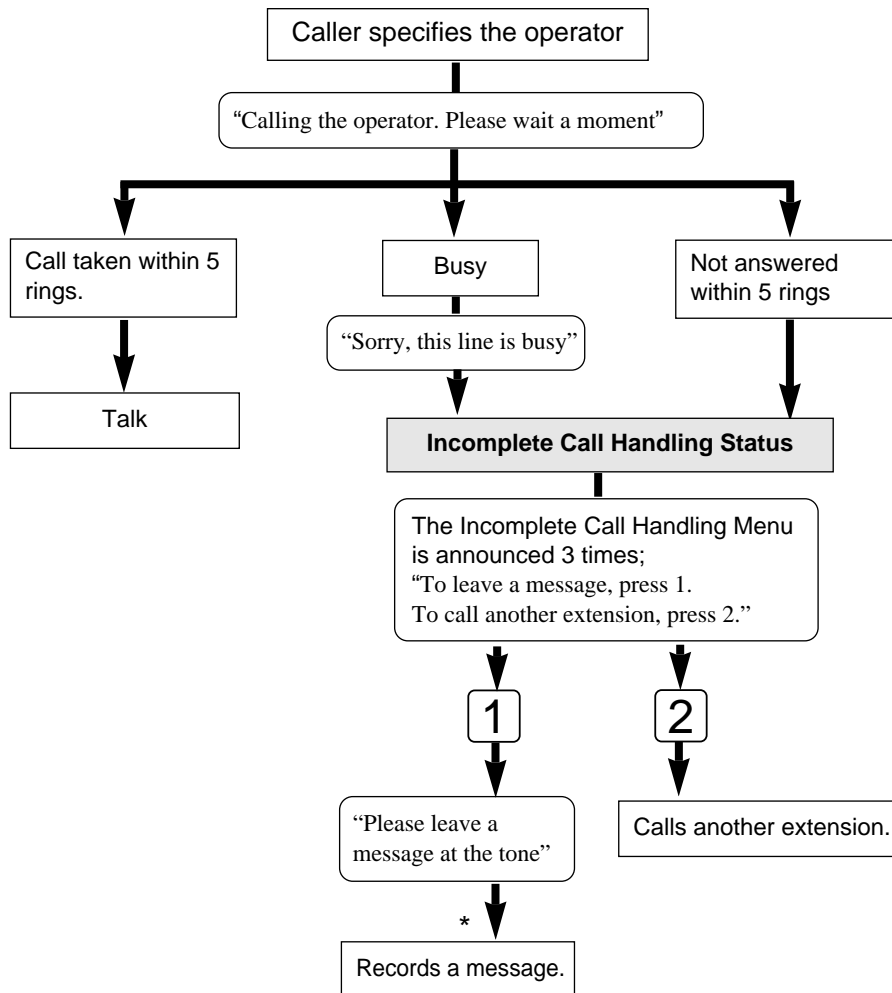 Caller specifies the operator
“Calling the operator. Please wait a moment”
Call taken within 5
rings.
Busy
Not answered
within 5 rings
“Sorry, this line is busy”
Talk
Incomplete Call Handling Status
The Incomplete Call Handling Menu
is announced 3 times;
“To leave a message, press 1.
To call another extension, press 2.”
1
2
“Please leave a
message at the tone”
Calls another extension.
*
Records a message.